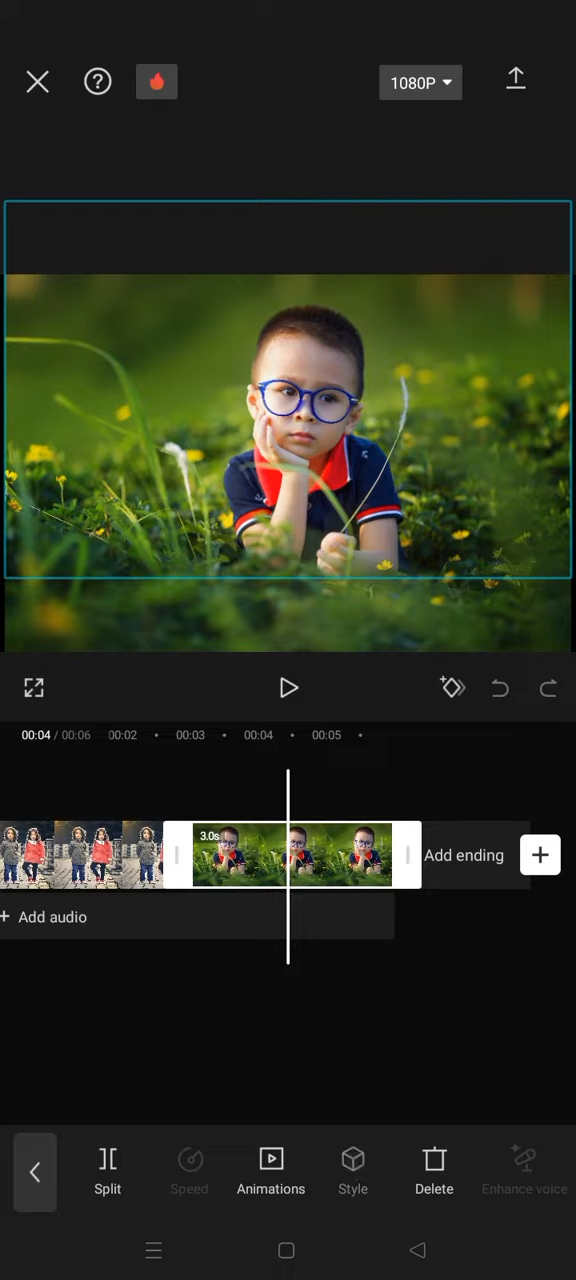 1080P
00:04 / 00:06 00:02 • 00:03 • 00:04 • 00:05 •
3.0s
Add ending +
+ Add audio
Split Speed Animations Style Delete Enhance voice